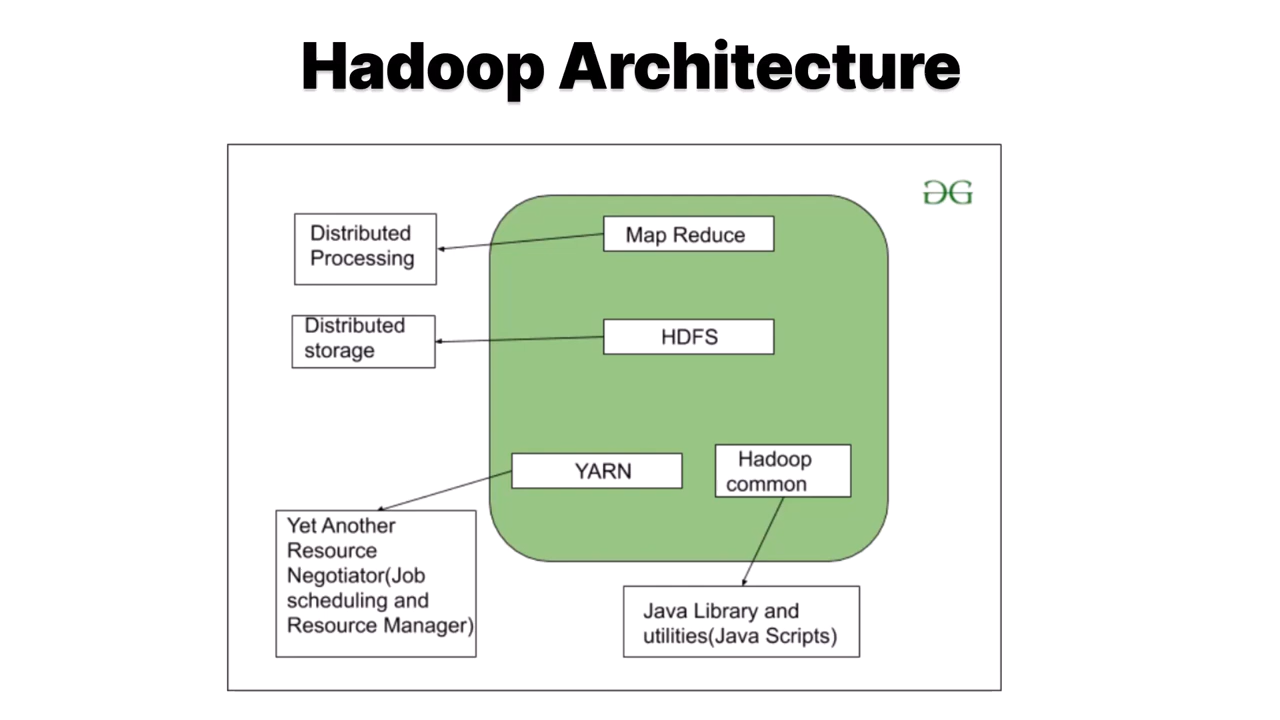 Hadoop Architecture
Distributed
Processing
Map Reduce
Distributed
storage
HDFS
YARN
Hadoop
common
Yet Another
Resource
Negotiator(Job
scheduling and
Resource Manager)
Java Library and
utilities(Java Scripts)